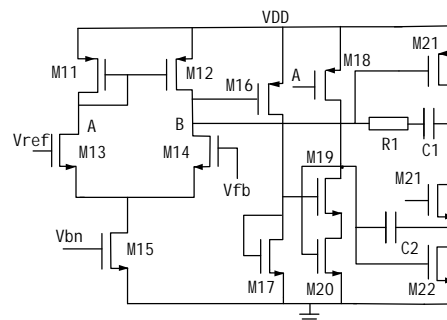 VDD
M11
M12
M16
M18
M21
A
Vref
A
B
M13
M14
R1
C1
Vfb
M19
M21
Vbn
M15
C2
M17
M20
M22